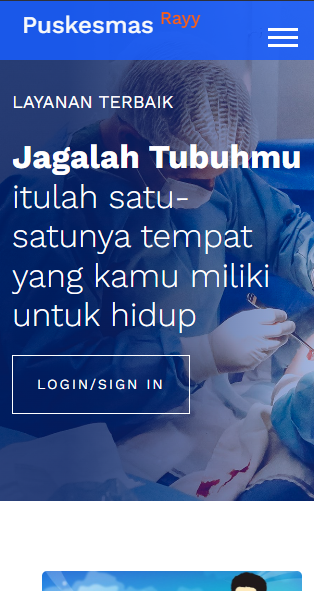 Puskesmas Rayy
LAYANAN TERBAIK
Jagalah Tubuhmu
itulah satu-
satunya tempat
yang kamu miliki
untuk hidup
LOGIN/SIGN IN